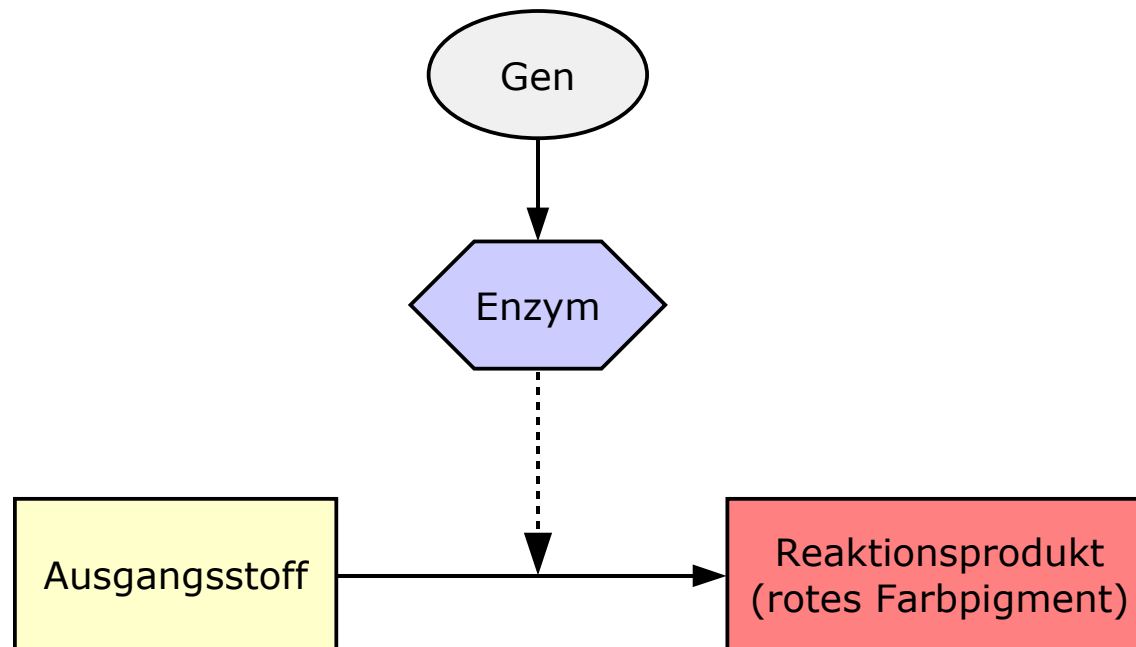 Gen
Enzym
Ausgangsstoff
Reaktionsprodukt
(rotes Farbpigment)